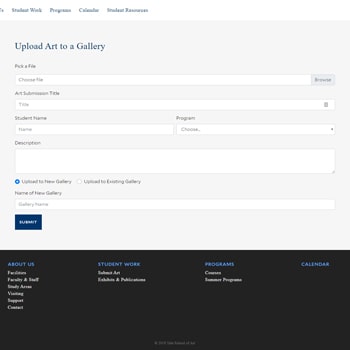 Student Work Programs Calendar Student Resources
Upload Art to a Gallery
Pick a File
Choose file Browse
Art Submission Title
Title
Student Name Program
Name Choose...
Description
Upload to New Gallery Upload to Existing Gallery
Name of New Gallery
Gallery Name
SUBMIT
ABOUT US STUDENT WORK PROGRAMS CALENDAR
Facilities Submit Art Courses
Faculty & Staff Exhibits & Publications Summer Programs
Study Areas
Visiting
Support
Contact
School of Art